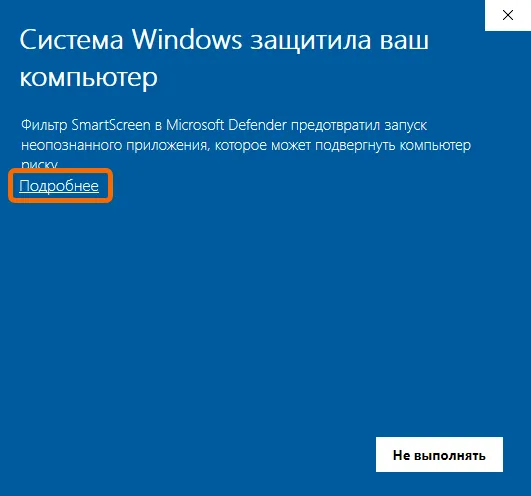 Система Windows защитила ваш
компьютер
Фильтр SmartScreen в Microsoft Defender предотвратил запуск
неопознанного приложения, которое может подвергнуть компьютер
риску.
Подробнее
Не выполнять